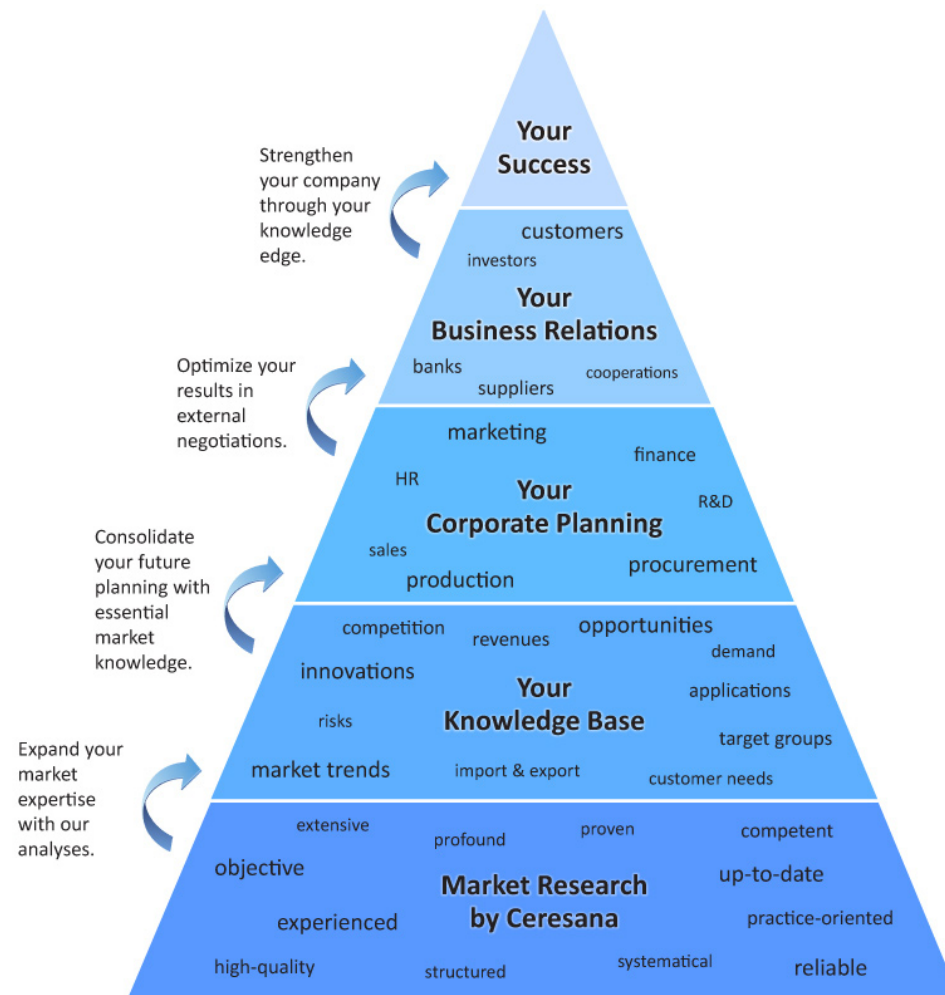 Your
Success
Strengthen
your company
through your
knowledge
edge.
customers
investors
Your
Business Relations
banks
suppliers
cooperations
Optimize your
results in
external
negotiations.
marketing
finance
HR
Your
Corporate Planning
R&D
sales
production
procurement
Consolidate
your future
planning with
essential
market
knowledge.
competition
revenues
opportunities
demand
innovations
Your
Knowledge Base
applications
risks
target groups
market trends
import & export
customer needs
Expand your
market
expertise
with our
analyses.
extensive
profound
proven
competent
objective
Market Research
by Ceresana
up-to-date
experienced
practice-oriented
high-quality
structured
systematical
reliable